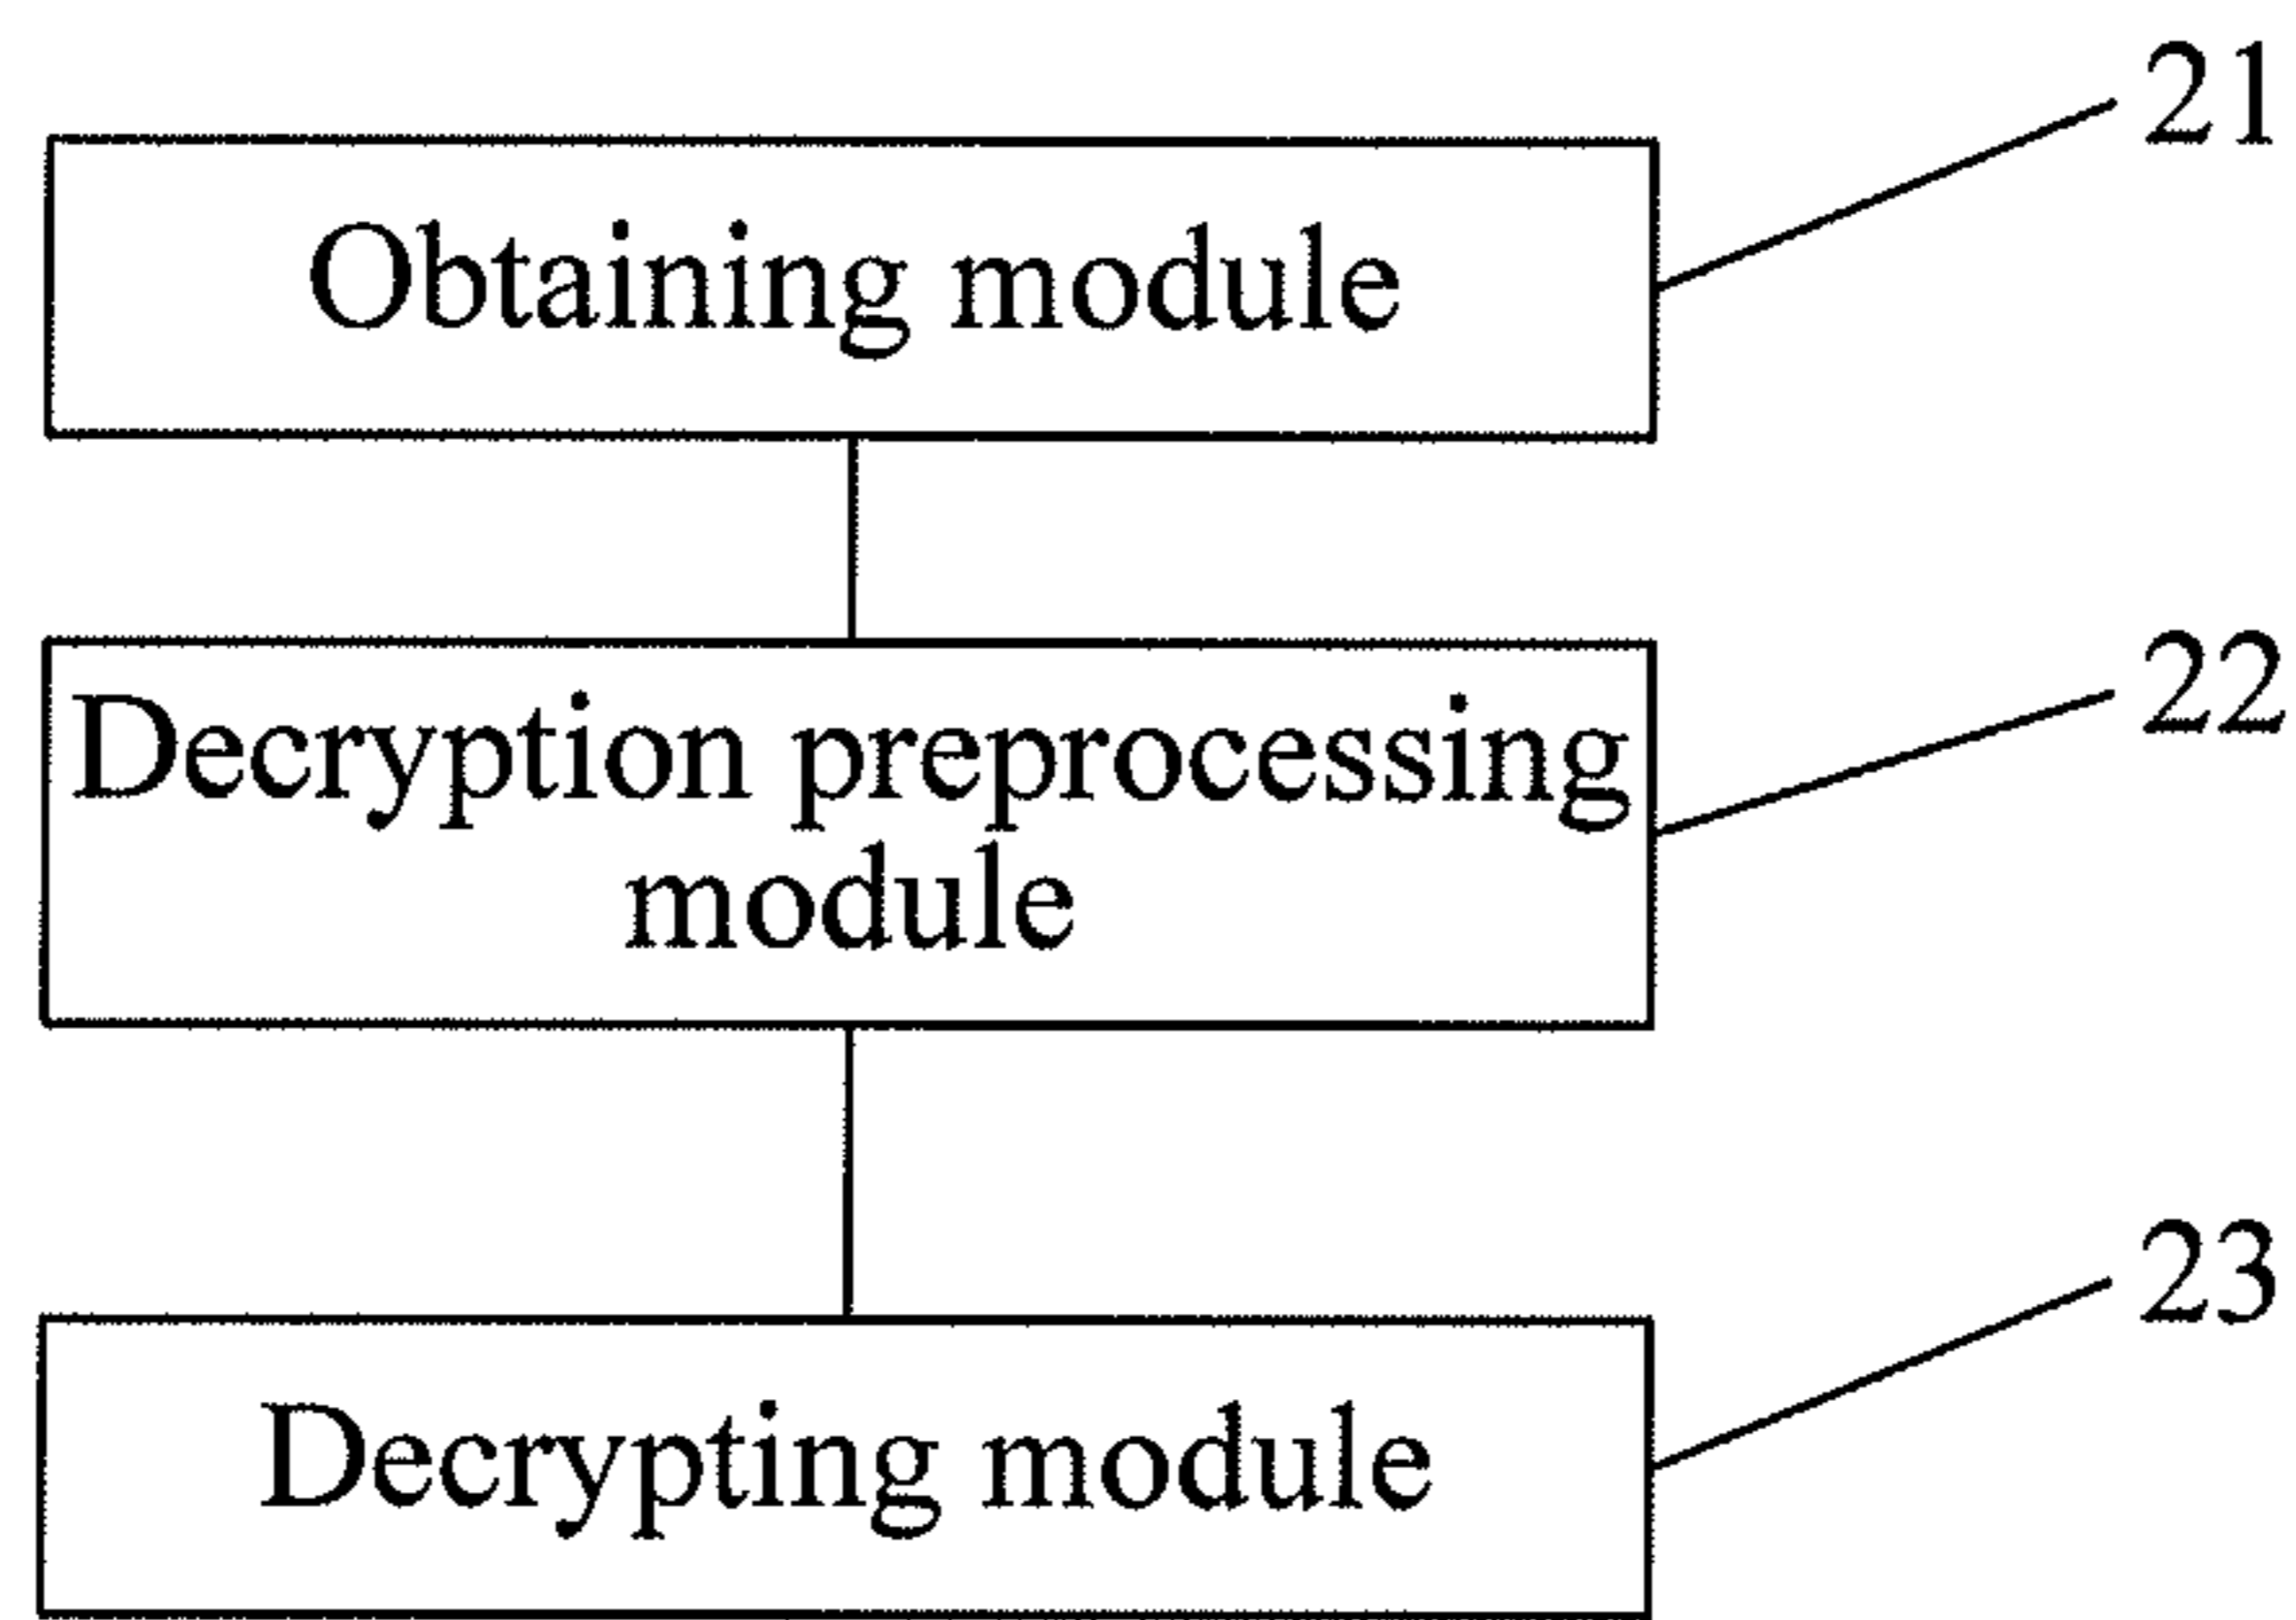 21
Obtaining module
22
Decryption preprocessing
module
23
Decrypting module